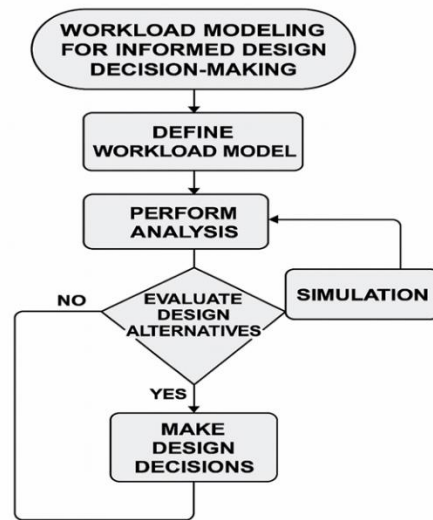 WORKLOAD MODELING
FOR INFORMED DESIGN
DECISION-MAKING
DEFINE
WORKLOAD MODEL
PERFORM
ANALYSIS
SIMULATION
NO
EVALUATE
DESIGN
ALTERNATIVES
YES
MAKE
DESIGN
DECISIONS